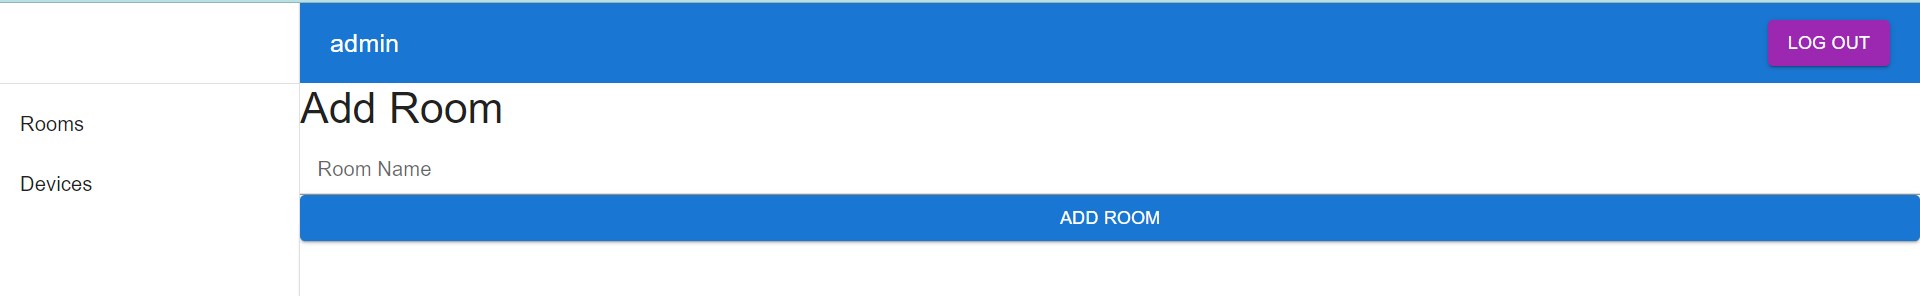 admin
LOG OUT
Rooms
Devices
Add Room
Room Name
ADD ROOM